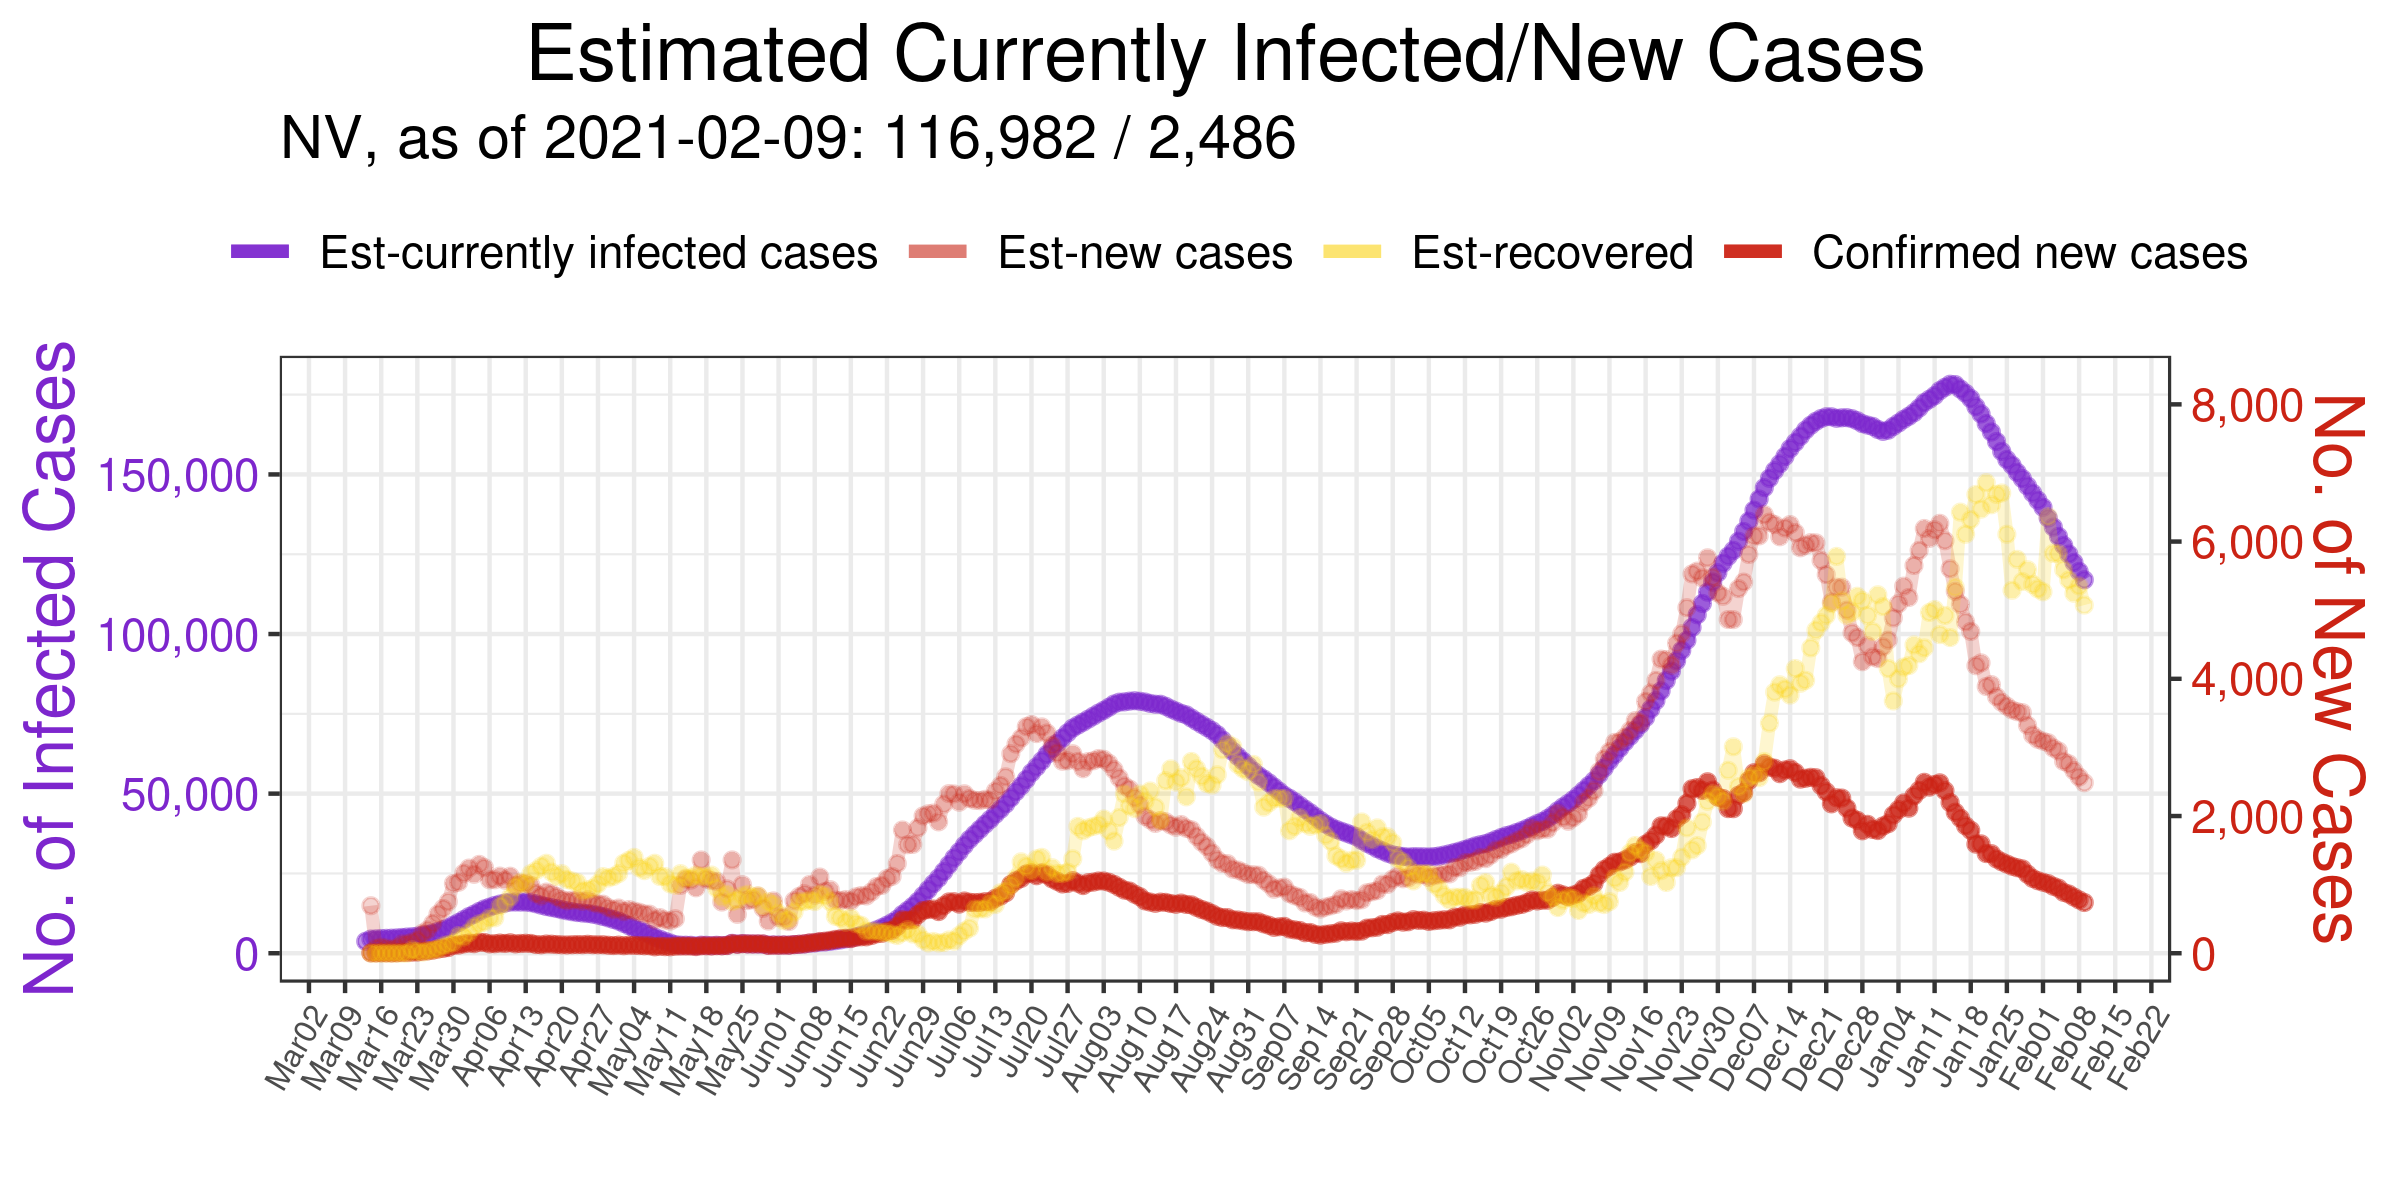 Estimated Currently Infected/New Cases
NV, as of 2021-02-09: 116,982 / 2,486
Est-currently infected cases Est-new cases Est-recovered Confirmed new cases
No. of Infected Cases
150,000
100,000
50,000
0
8,000
6,000
4,000
2,000
0
No. of New Cases
Mar02 Mar09 Mar16 Mar23 Mar30 Apr06 Apr13 Apr20 Apr27 May04 May11 May18 May25 Jun01 Jun08 Jun15 Jun22 Jun29 Jul06 Jul13 Jul20 Jul27 Aug03 Aug10 Aug17 Aug24 Aug31 Sep07 Sep14 Sep21 Sep28 Oct05 Oct12 Oct19 Oct26 Nov02 Nov09 Nov16 Nov23 Nov30 Dec07 Dec14 Dec21 Dec28 Jan04 Jan11 Jan18 Jan25 Feb01 Feb08 Feb15 Feb22